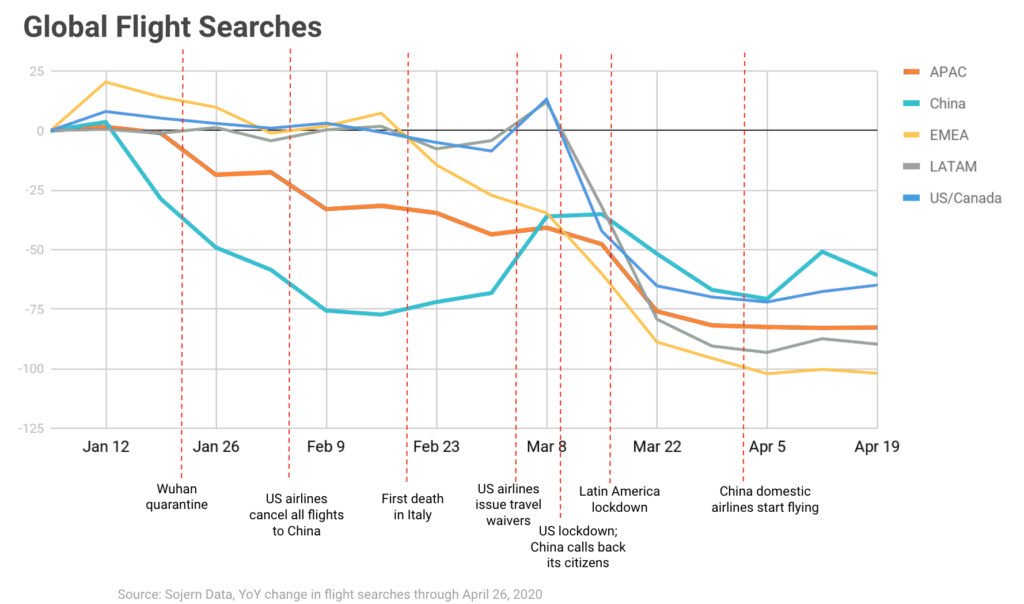 Global Flight Searches
25
0
-25
-50
-75
-100
-125
Jan 12
Jan 26
Feb 9
Feb 23
Mar 8
Mar 22
Apr 5
Apr 19
APAC
China
EMEA
LATAM
US/Canada
Wuhan
quarantine
US airlines
cancel all flights
to China
First death
in Italy
US airlines
issue travel
waivers
US lockdown;
China calls back
its citizens
Latin America
lockdown
China domestic
airlines start flying
Source: Sojern Data, YoY change in flight searches through April 26, 2020